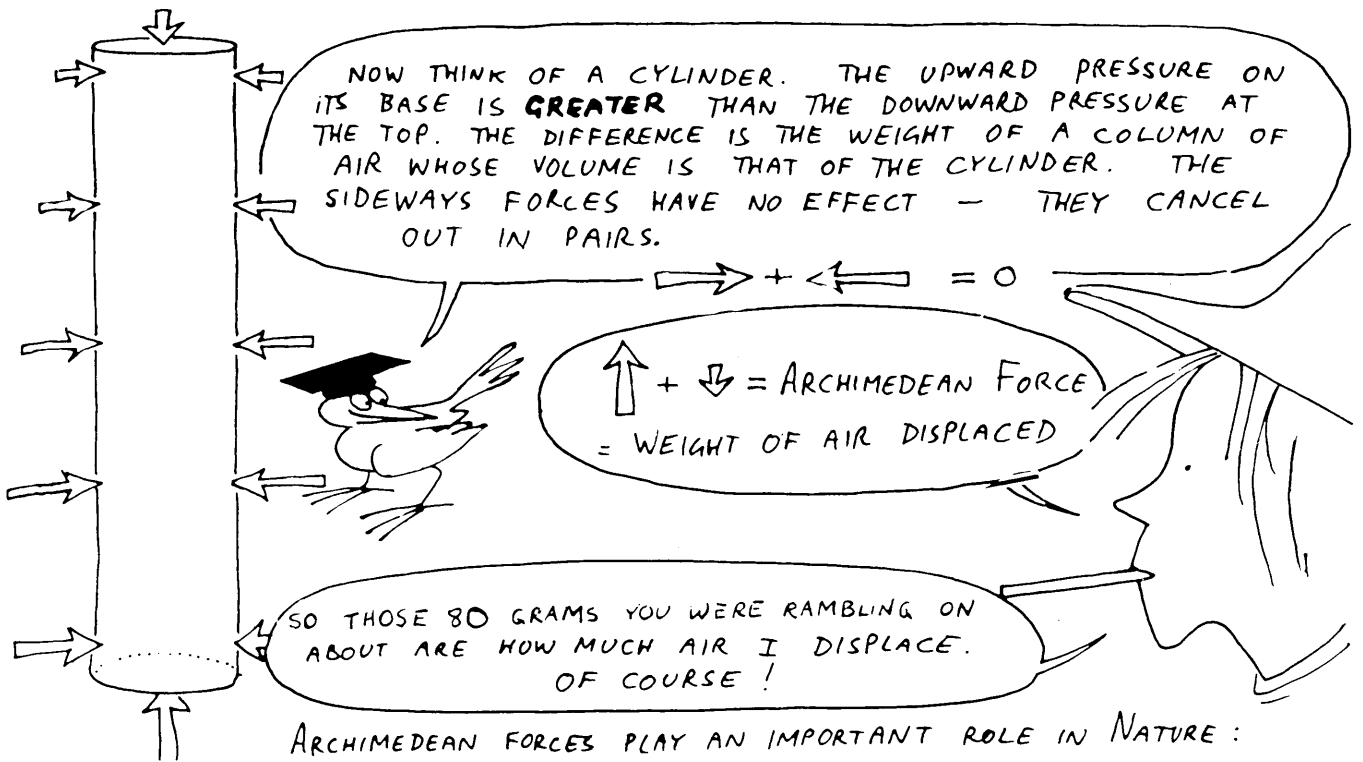 NOW THINK OF A CYLINDER. THE UPWARD PRESSURE ON
ITS BASE IS GREATER THAN THE DOWNWARD PRESSURE AT
THE TOP. THE DIFFERENCE IS THE WEIGHT OF A COLUMN OF
AIR WHOSE VOLUME IS THAT OF THE CYLINDER. THE
SIDEWAYS FORCES HAVE NO EFFECT — THEY CANCEL
OUT IN PAIRS.
+ = 0
+ = ARCHIMEDEAN FORCE
= WEIGHT OF AIR DISPLACED
SO THOSE 80 GRAMS YOU WERE RAMBLING ON
ABOUT ARE HOW MUCH AIR I DISPLACE.
OF COURSE!
ARCHIMEDEAN FORCES PLAY AN IMPORTANT ROLE IN NATURE: